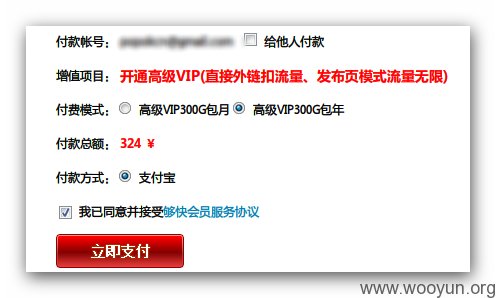 付款帐号： 给他人付款
增值项目： 开通高级VIP(直接外链扣流量、发布页模式流量无限)
付费模式： 高级VIP300G包月 高级VIP300G包年
付款总额： 324 ￥
付款方式： 支付宝
我已同意并接受够快会员服务协议
立即支付
www.wooyun.org